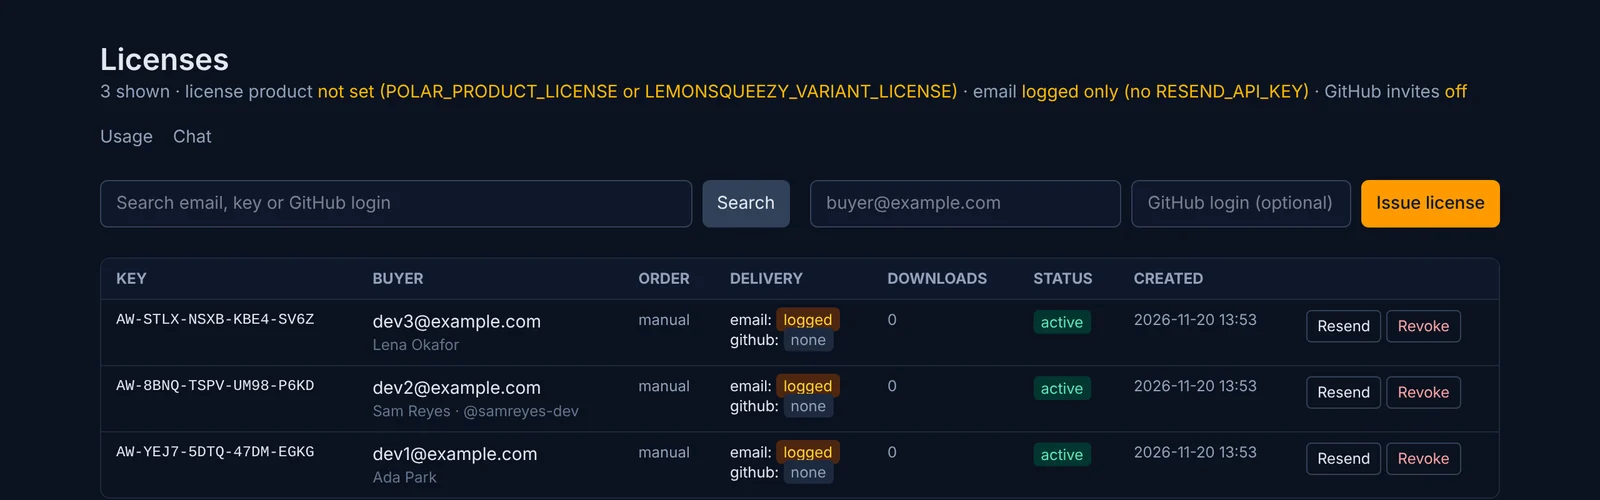 Licenses
3 shown · license product not set (POLAR_PRODUCT_LICENSE or LEMONSQUEEZY_VARIANT_LICENSE) · email logged only (no RESEND_API_KEY) · GitHub invites off
Usage Chat
Search email, key or GitHub login Search buyer@example.com GitHub login (optional) Issue license
KEY BUYER ORDER DELIVERY DOWNLOADS STATUS CREATED
AW-STLX-NSXB-KBE4-SV6Z dev3@example.com manual email: logged 0 active 2026-11-20 13:53 Resend Revoke
Lena Okafor github: none
AW-8BNQ-TSPV-UM98-P6KD dev2@example.com manual email: logged 0 active 2026-11-20 13:53 Resend Revoke
Sam Reyes · @samreyes-dev github: none
AW-YEJ7-5DTQ-47DM-EGKG dev1@example.com manual email: logged 0 active 2026-11-20 13:53 Resend Revoke
Ada Park github: none